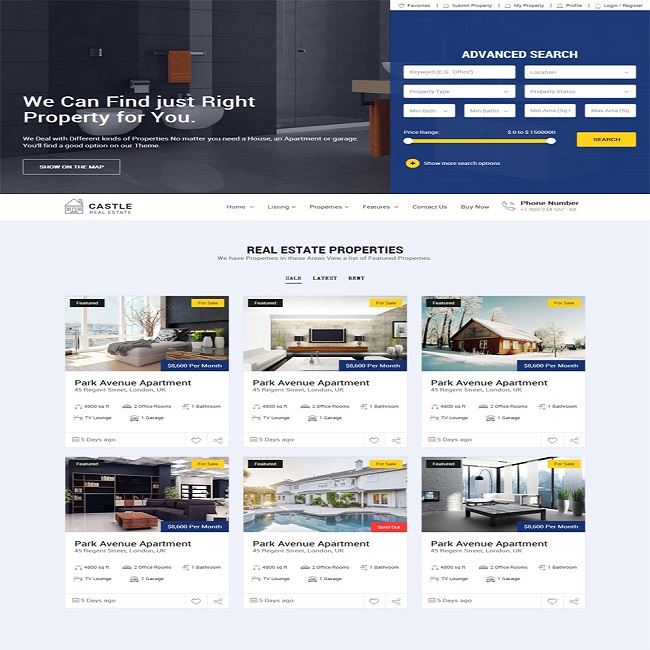 Favorites | Submit Property | My Property | Profile | Login / Register
We Can Find just Right
Property for You.
We Deal with Different kinds of Properties No matter you need a House, an Apartment or garage.
You'll find a good option on our Theme.
SHOW ON THE MAP
ADVANCED SEARCH
Keyword (E.G. 'Office') Location
Property Type Property Status
Min Beds Min Baths Min Area (Sq Max Area (Sq
Price Range: $ 0 to $ 1500000
SEARCH
Show more search options
CASTLE
REAL ESTATE
Home Listing Properties Features Contact Us Buy Now
Phone Number
+1 900 234 567 - 68
REAL ESTATE PROPERTIES
We have Properties in these Areas View a list of Featured Properties.
SALE LATEST RENT
Featured For Sale
$8,600 Per Month
Park Avenue Apartment
45 Regent Street, London, UK
4800 sq ft 2 Office Rooms 1 Bathroom
TV Lounge 1 Garage
5 Days ago
Featured For Sale
$8,600 Per Month
Park Avenue Apartment
45 Regent Street, London, UK
4800 sq ft 2 Office Rooms 1 Bathroom
TV Lounge 1 Garage
5 Days ago
Featured For Sale
$8,600 Per Month
Park Avenue Apartment
45 Regent Street, London, UK
4800 sq ft 2 Office Rooms 1 Bathroom
TV Lounge 1 Garage
5 Days ago
Featured For Sale
$8,600 Per Month
Park Avenue Apartment
45 Regent Street, London, UK
4800 sq ft 2 Office Rooms 1 Bathroom
TV Lounge 1 Garage
5 Days ago
Featured For Sale
Sold Out
Park Avenue Apartment
45 Regent Street, London, UK
4800 sq ft 2 Office Rooms 1 Bathroom
TV Lounge 1 Garage
5 Days ago
Featured For Sale
$8,600 Per Month
Park Avenue Apartment
45 Regent Street, London, UK
4800 sq ft 2 Office Rooms 1 Bathroom
TV Lounge 1 Garage
5 Days ago